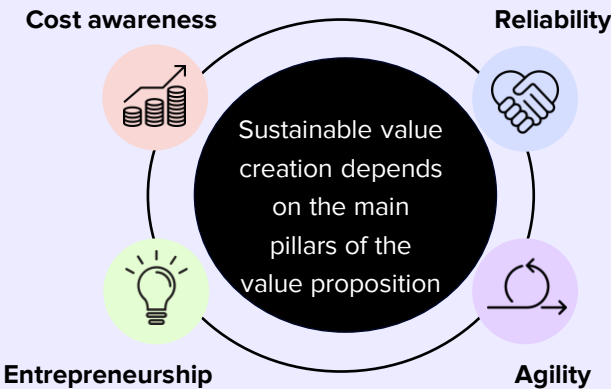 Cost awareness
Reliability
Sustainable value
creation depends
on the main
pillars of the
value proposition
Entrepreneurship
Agility